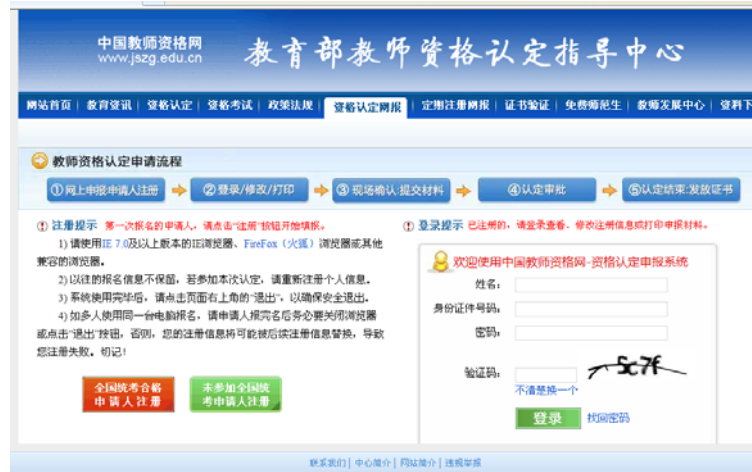 中国教师资格网
www.jszg.edu.cn
教育部教师资格认定指导中心
网站首页 | 教育资讯 | 资格认定 | 资格考试 | 政策法规 | 资格认定网报 | 定期注册网报 | 证书验证 | 免费师范生 | 教师发展中心 | 资料下
教师资格认定申请流程
①网上申报申请人注册
②登录/修改/打印
③现场确认:提交材料
④认定审批
⑤认定结束:发放证书
注册提示 第一次报名的申请人，请点击"注册"按钮开始填报。
1) 请使用IE 7.0及以上版本的IE浏览器、FireFox（火狐）浏览器或其他
兼容的浏览器。
2) 以往的报名信息不保留，若参加本次认定，请重新注册个人信息。
3) 系统使用完毕后，请点击页面右上角的"退出"，以确保安全退出。
4) 如多人使用同一台电脑报名，请申请人报完名后务必要关闭浏览器
或点击"退出"按钮，否则，您的注册信息将可能被后续注册信息替换，导致
您注册失败。切记！
全国统考合格
申请人注册
未参加全国统
考申请人注册
登录提示 已注册的，请登录查看、修改注册信息或打印申报材料。
欢迎使用中国教师资格网-资格认定申报系统
姓名:
身份证件号码:
密码:
验证码:
5c7f
不清楚换一个
登录
找回密码
联系我们 | 中心简介 | 网站简介 | 违规举报